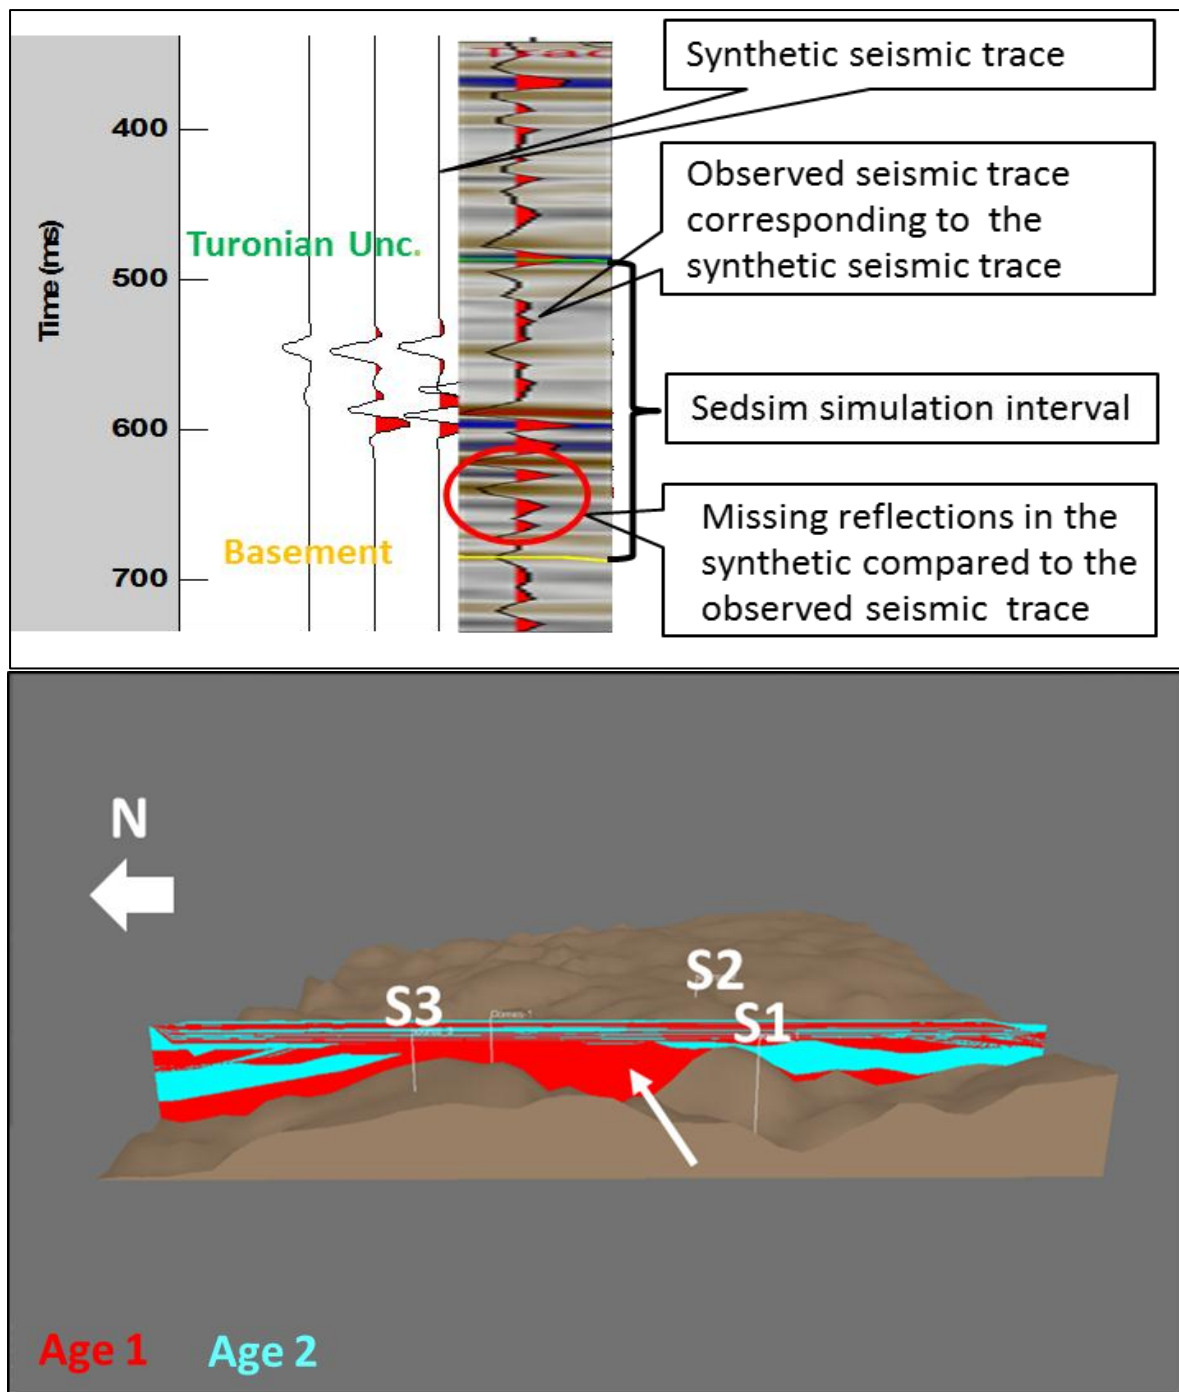 Trac
Synthetic seismic trace
400
Observed seismic trace
corresponding to the
synthetic seismic trace
Turonian Unc.
500
Time (ms)
Sedsim simulation interval
600
Missing reflections in the
synthetic compared to the
observed seismic trace
Basement
700
N
S2
S3
S1
Age 1
Age 2